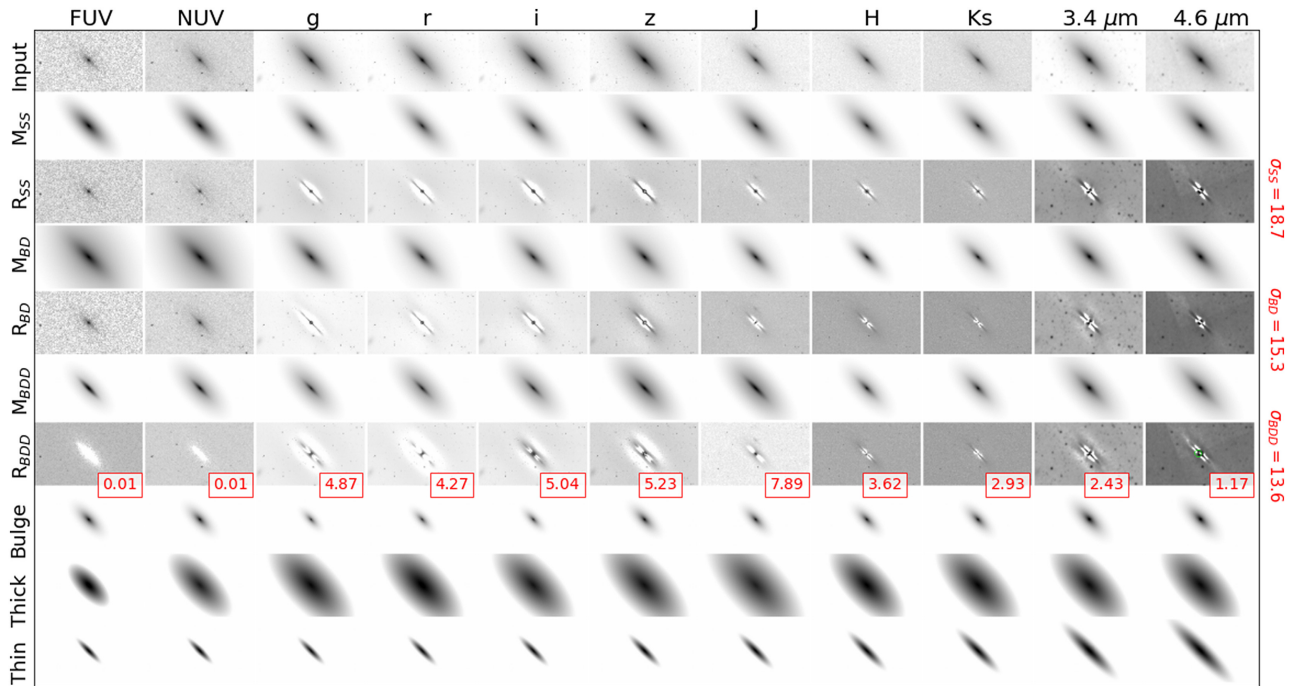 FUV NUV g r i z J H Ks 3.4 μm 4.6 μm
Input
M_SS
R_SS
σ_SS=18.7
M_BD
R_BD
σ_BD=15.3
M_BDD
R_BDD
σ_BDD=13.6
0.01 0.01 4.87 4.27 5.04 5.23 7.89 3.62 2.93 2.43 1.17
Bulge
Thick
Thin